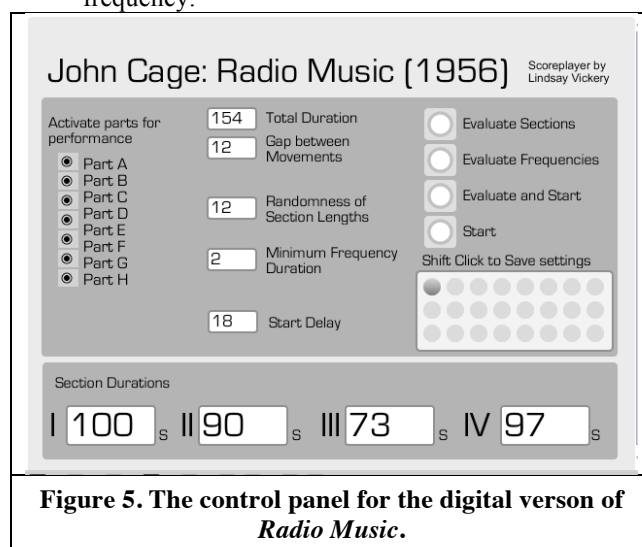 frequency.
John Cage: Radio Music (1956)
Scoreplayer by
Lindsay Vickery
Activate parts for
performance
Part A
Part B
Part C
Part D
Part E
Part F
Part G
Part H
154 Total Duration
12 Gap between
Movements
12 Randomness of
Section Lengths
2 Minimum Frequency
Duration
18 Start Delay
Evaluate Sections
Evaluate Frequencies
Evaluate and Start
Start
Shift Click to Save settings
Section Durations
I 100 s II 90 s III 73 s IV 97 s
Figure 5. The control panel for the digital verson of
Radio Music.